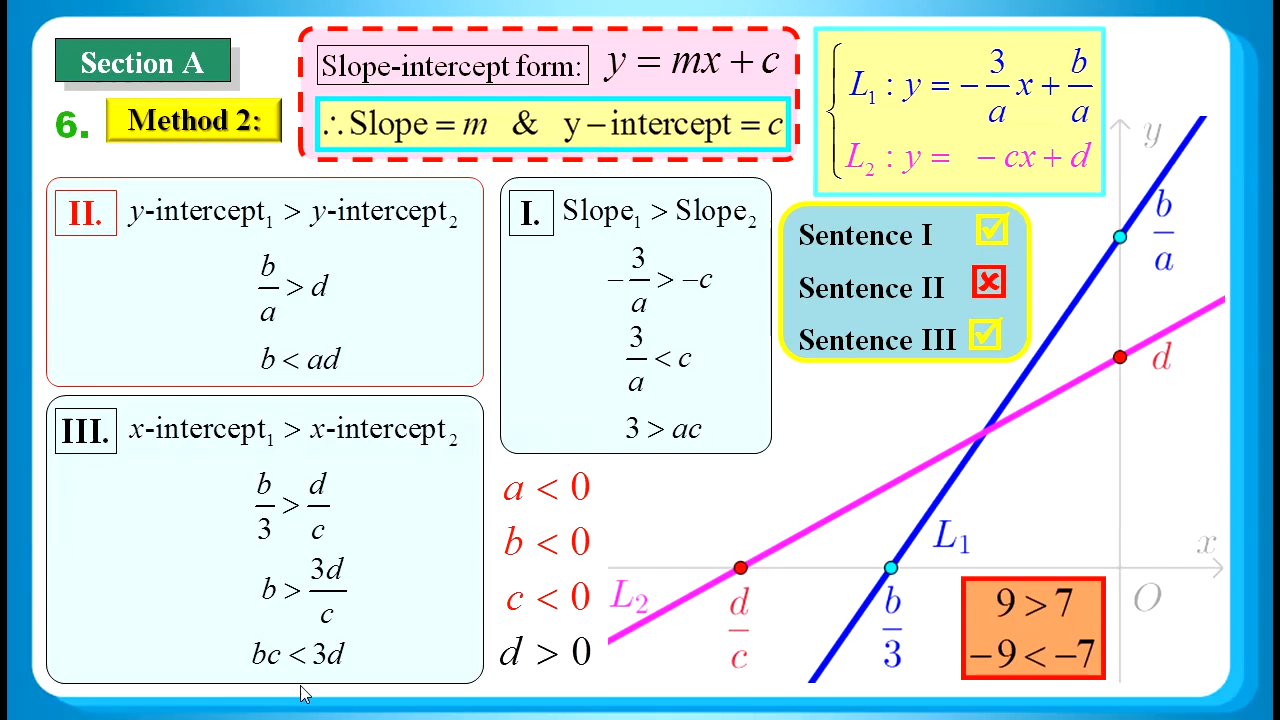 Section A
6.
Method 2:
Slope-intercept form: y = mx + c
∴ Slope = m & y − intercept = c
L₁ : y = −3/a x + b/a
L₂ : y = − cx + d
II. y-intercept₁ > y-intercept₂
b/a > d
b < ad
I. Slope₁ > Slope₂
−3/a > −c
3/a < c
3 > ac
Sentence I ☑
Sentence II ☒
Sentence III ☑
III. x-intercept₁ > x-intercept₂
b/3 > d/c
b > 3d/c
bc < 3d
a < 0
b < 0
c < 0
d > 0
y
b/a
d
L₁
x
L₂
d/c
b/3
O
9 > 7
−9 < −7